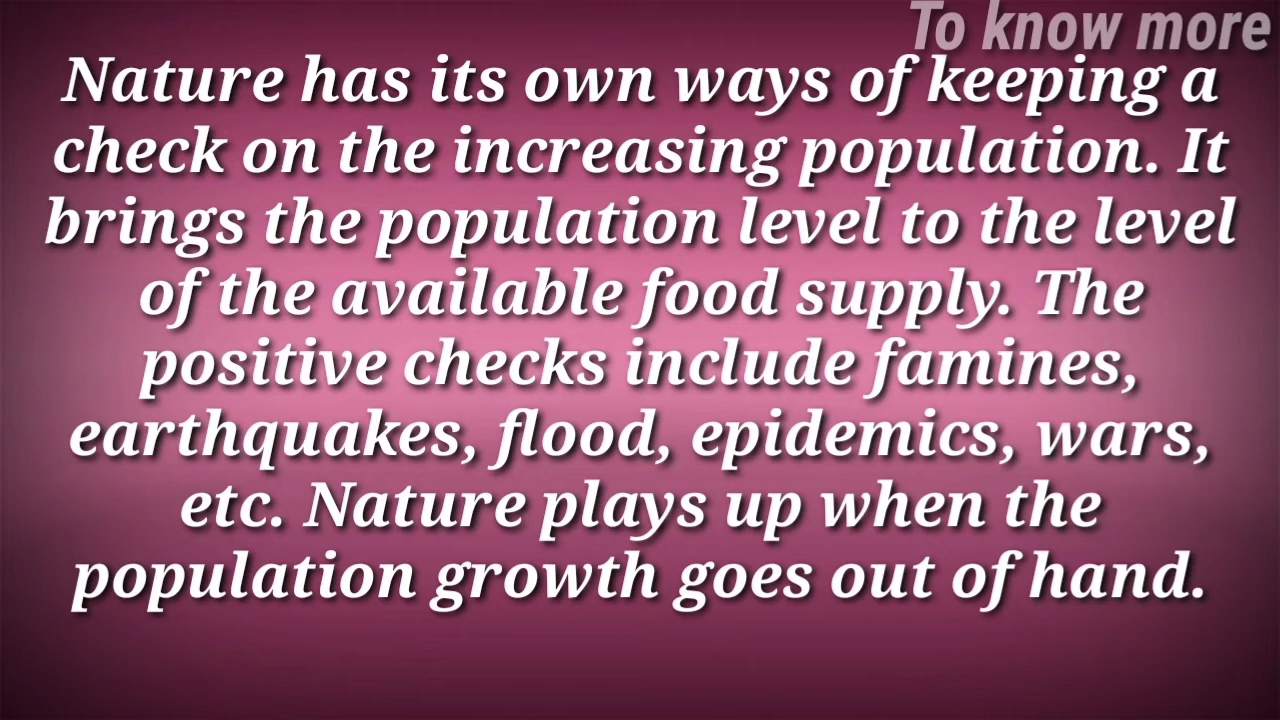 To know more
Nature has its own ways of keeping a
check on the increasing population. It
brings the population level to the level
of the available food supply. The
positive checks include famines,
earthquakes, flood, epidemics, wars,
etc. Nature plays up when the
population growth goes out of hand.